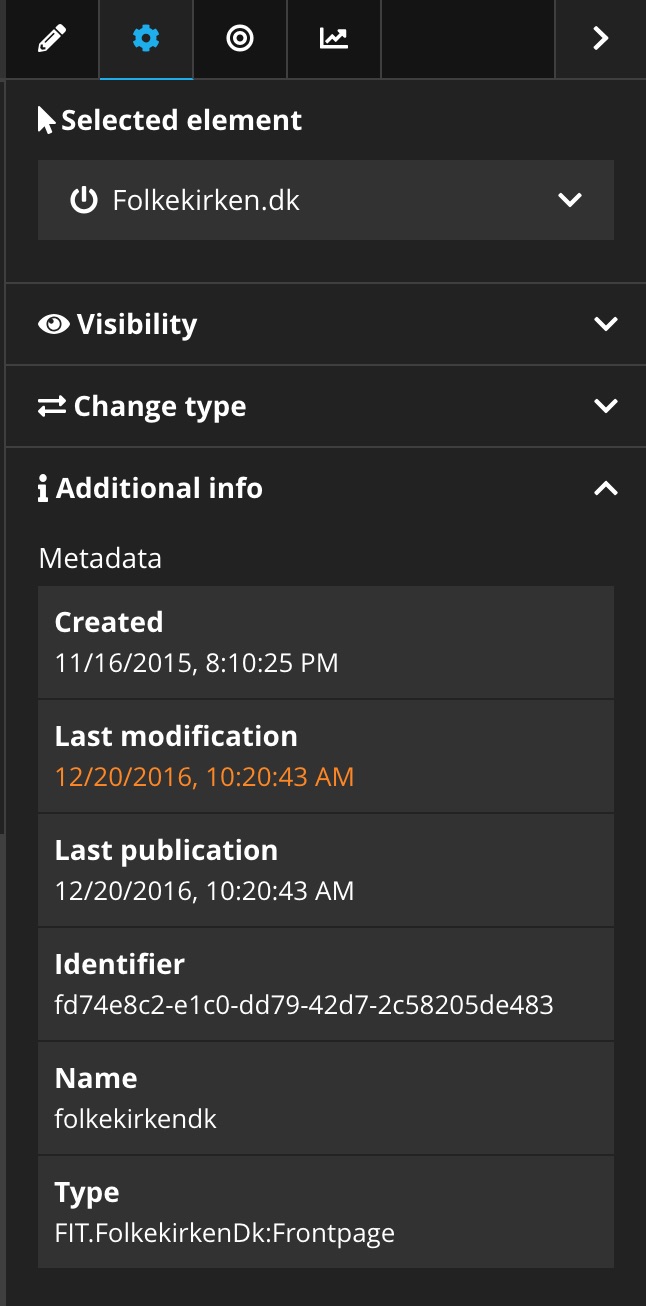 Selected element
Folkekirken.dk
Visibility
Change type
Additional info
Metadata
Created
11/16/2015, 8:10:25 PM
Last modification
12/20/2016, 10:20:43 AM
Last publication
12/20/2016, 10:20:43 AM
Identifier
fd74e8c2-e1c0-dd79-42d7-2c58205de483
Name
folkekirkendk
Type
FIT.FolkekirkenDk:Frontpage